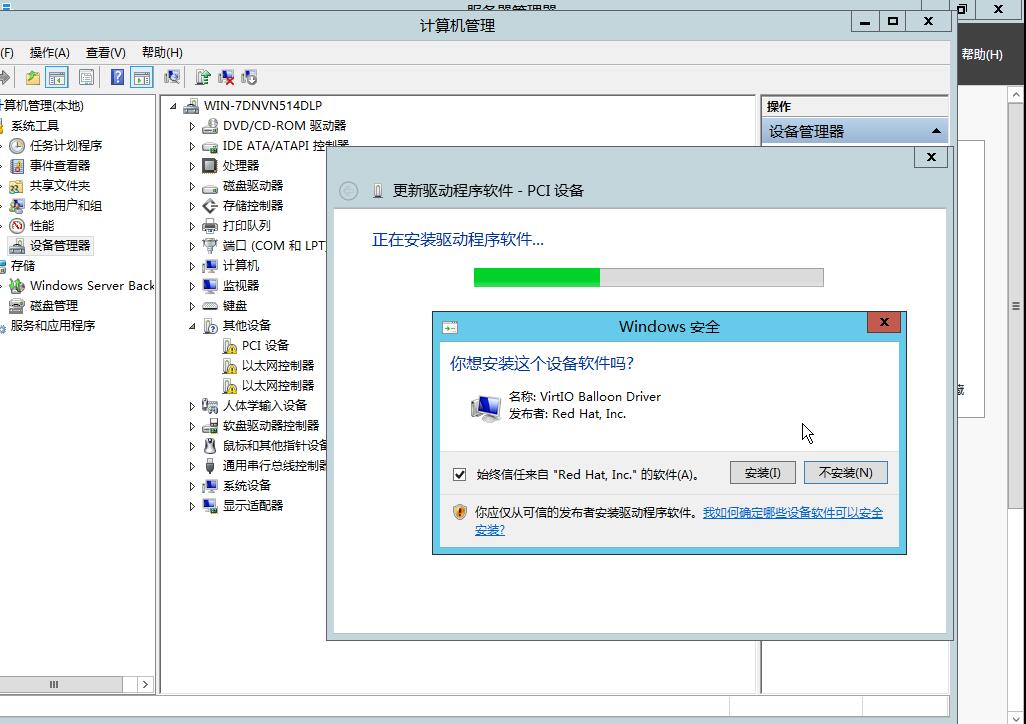 计算机管理
帮助(H)
(F) 操作(A) 查看(V) 帮助(H)
计算机管理(本地)
系统工具
任务计划程序
事件查看器
共享文件夹
本地用户和组
性能
设备管理器
存储
Windows Server Back
磁盘管理
服务和应用程序
WIN-7DNVN514DLP
DVD/CD-ROM 驱动器
IDE ATA/ATAPI 控制器
处理器
磁盘驱动器
存储控制器
打印队列
端口 (COM 和 LPT)
计算机
监视器
键盘
其他设备
PCI 设备
以太网控制器
以太网控制器
人体学输入设备
软盘驱动器控制器
鼠标和其他指针设备
通用串行总线控制器
系统设备
显示适配器
操作
设备管理器
更新驱动程序软件 - PCI 设备
正在安装驱动程序软件...
Windows 安全
你想安装这个设备软件吗?
名称: VirtIO Balloon Driver
发布者: Red Hat, Inc.
始终信任来自 "Red Hat, Inc." 的软件(A)。
安装(I)
不安装(N)
你应仅从可信的发布者安装驱动程序软件。我如何确定哪些设备软件可以安全
安装?